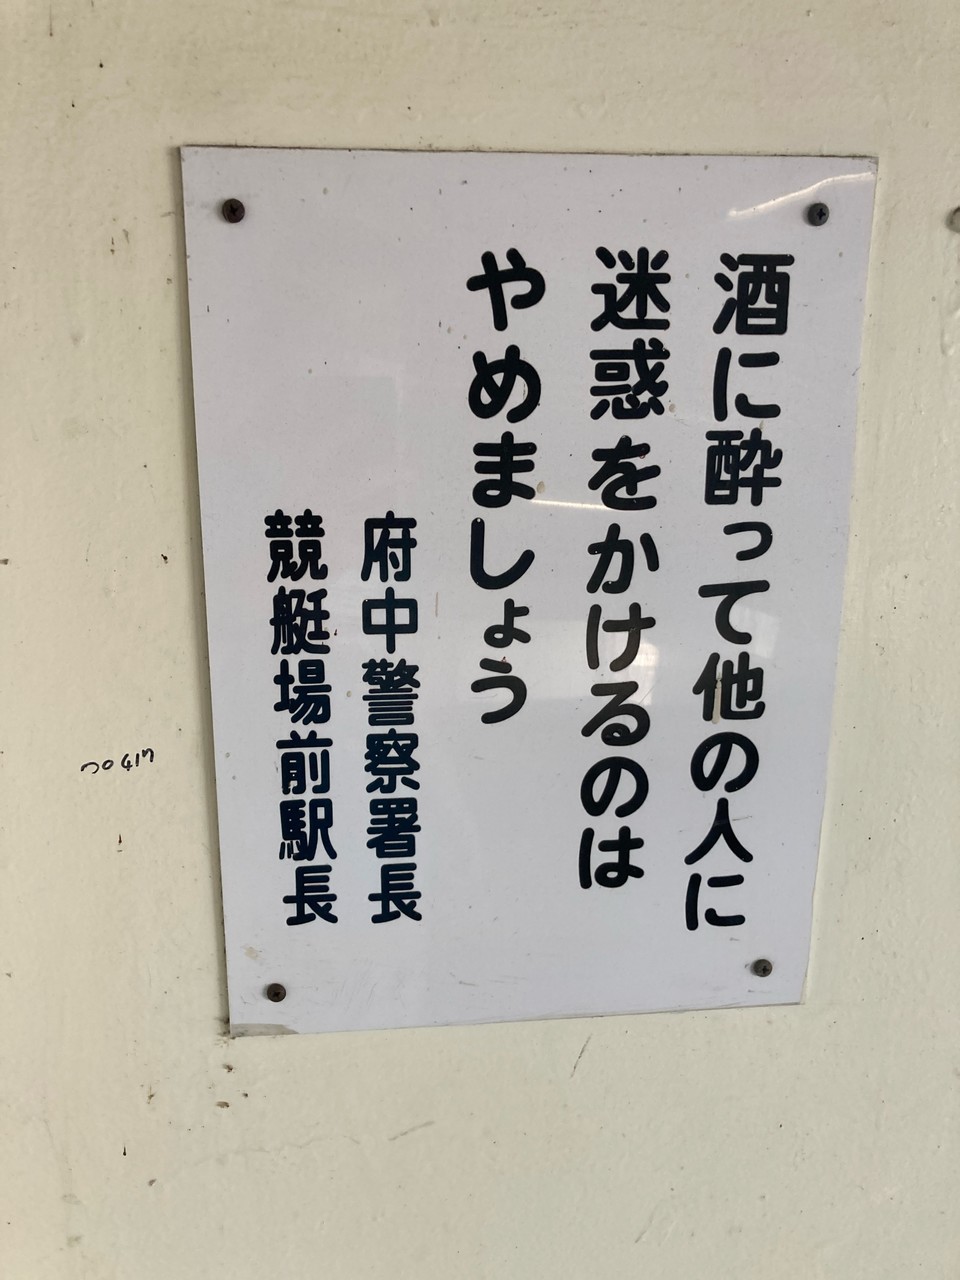 酒に酔って他の人に
迷惑をかけるのは
やめましょう
府中警察署長
競艇場前駅長